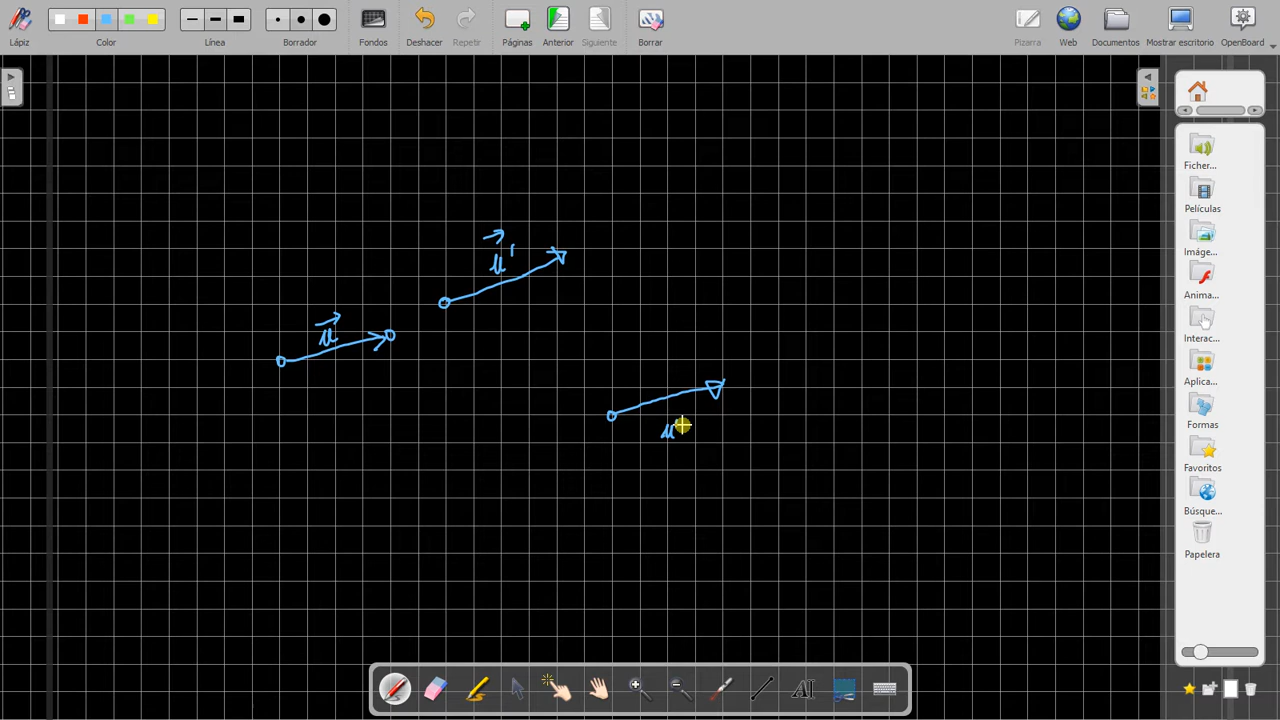 Lápiz Color Línea Borrador Fondos Deshacer Repetir Páginas Anterior Siguiente Borrar Pizarra Web Documentos Mostrar escritorio OpenBoard
Ficher...
Películas
Imáge...
Anima...
Interac...
Aplica...
Formas
Favoritos
Búsque...
Papelera
u⃗'
u⃗
u
AI